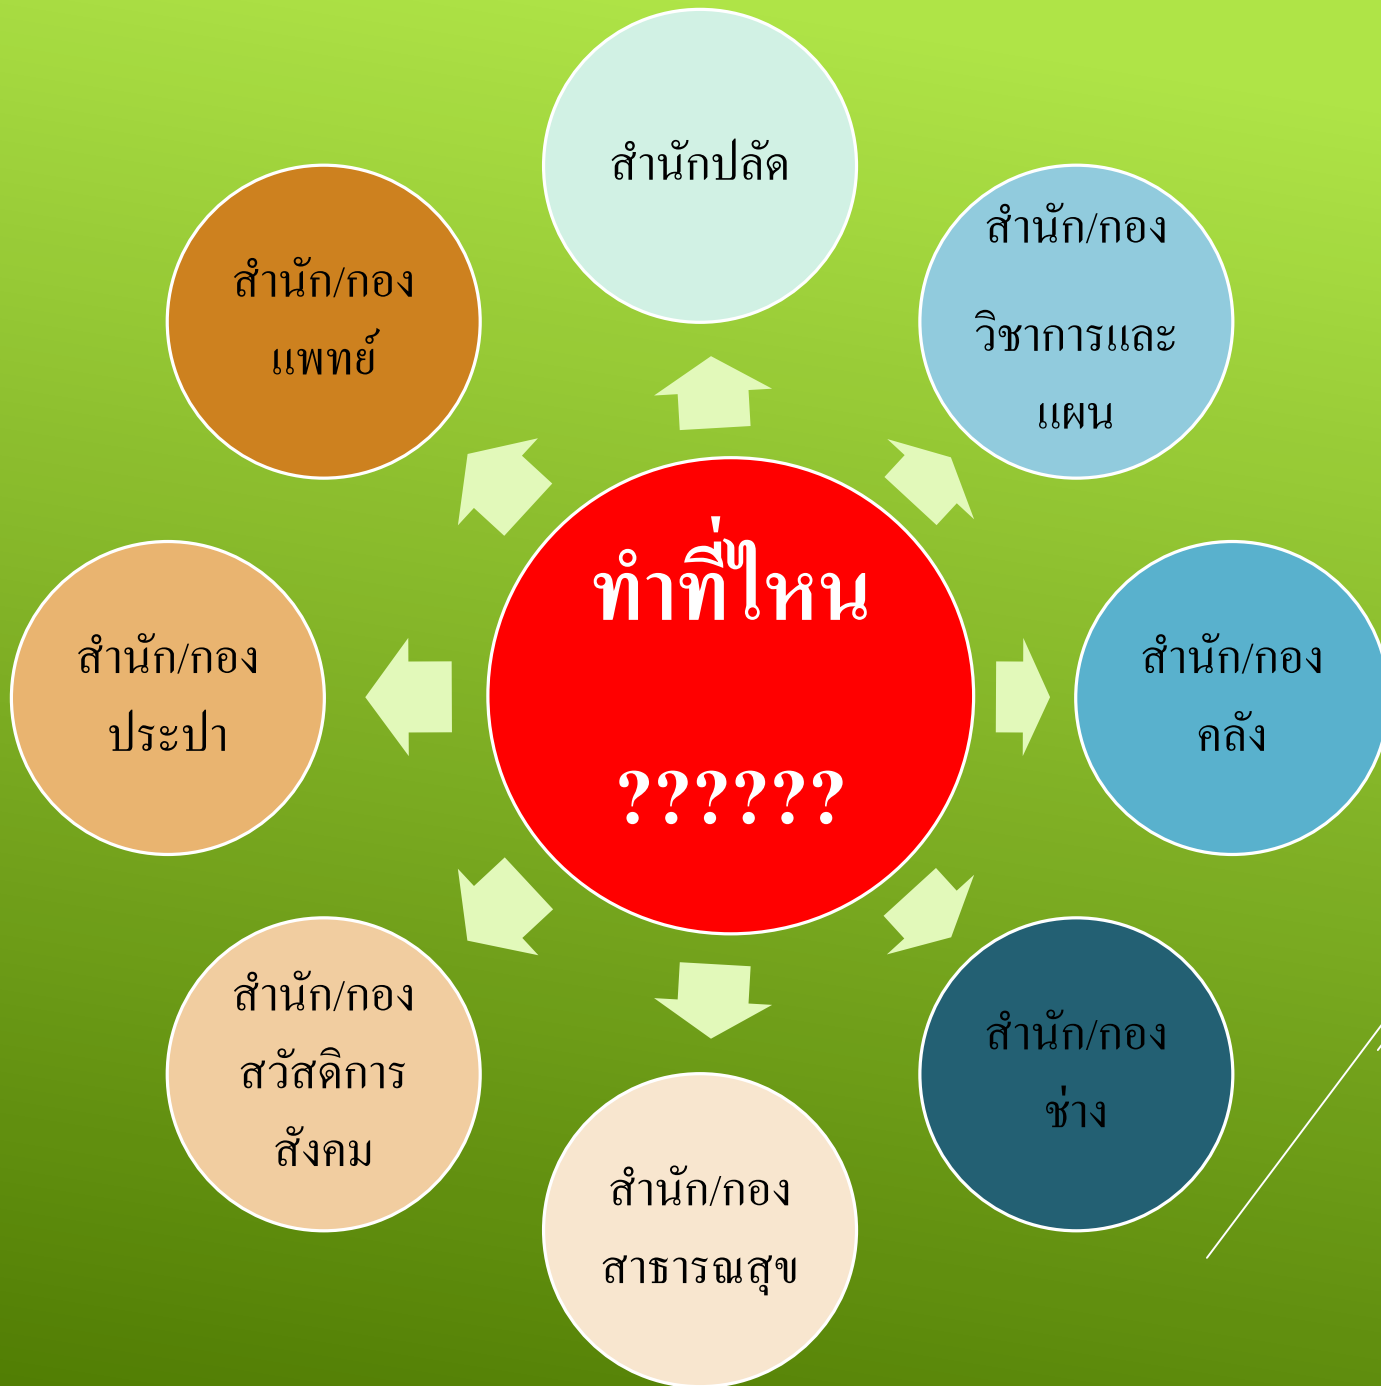 สำนักปลัด
สำนัก/กอง
วิชาการและ
แผน
สำนัก/กอง
คลัง
สำนัก/กอง
ช่าง
สำนัก/กอง
สาธารณสุข
สำนัก/กอง
สวัสดิการ
สังคม
สำนัก/กอง
ประปา
สำนัก/กอง
แพทย์
ทำที่ไหน
??????